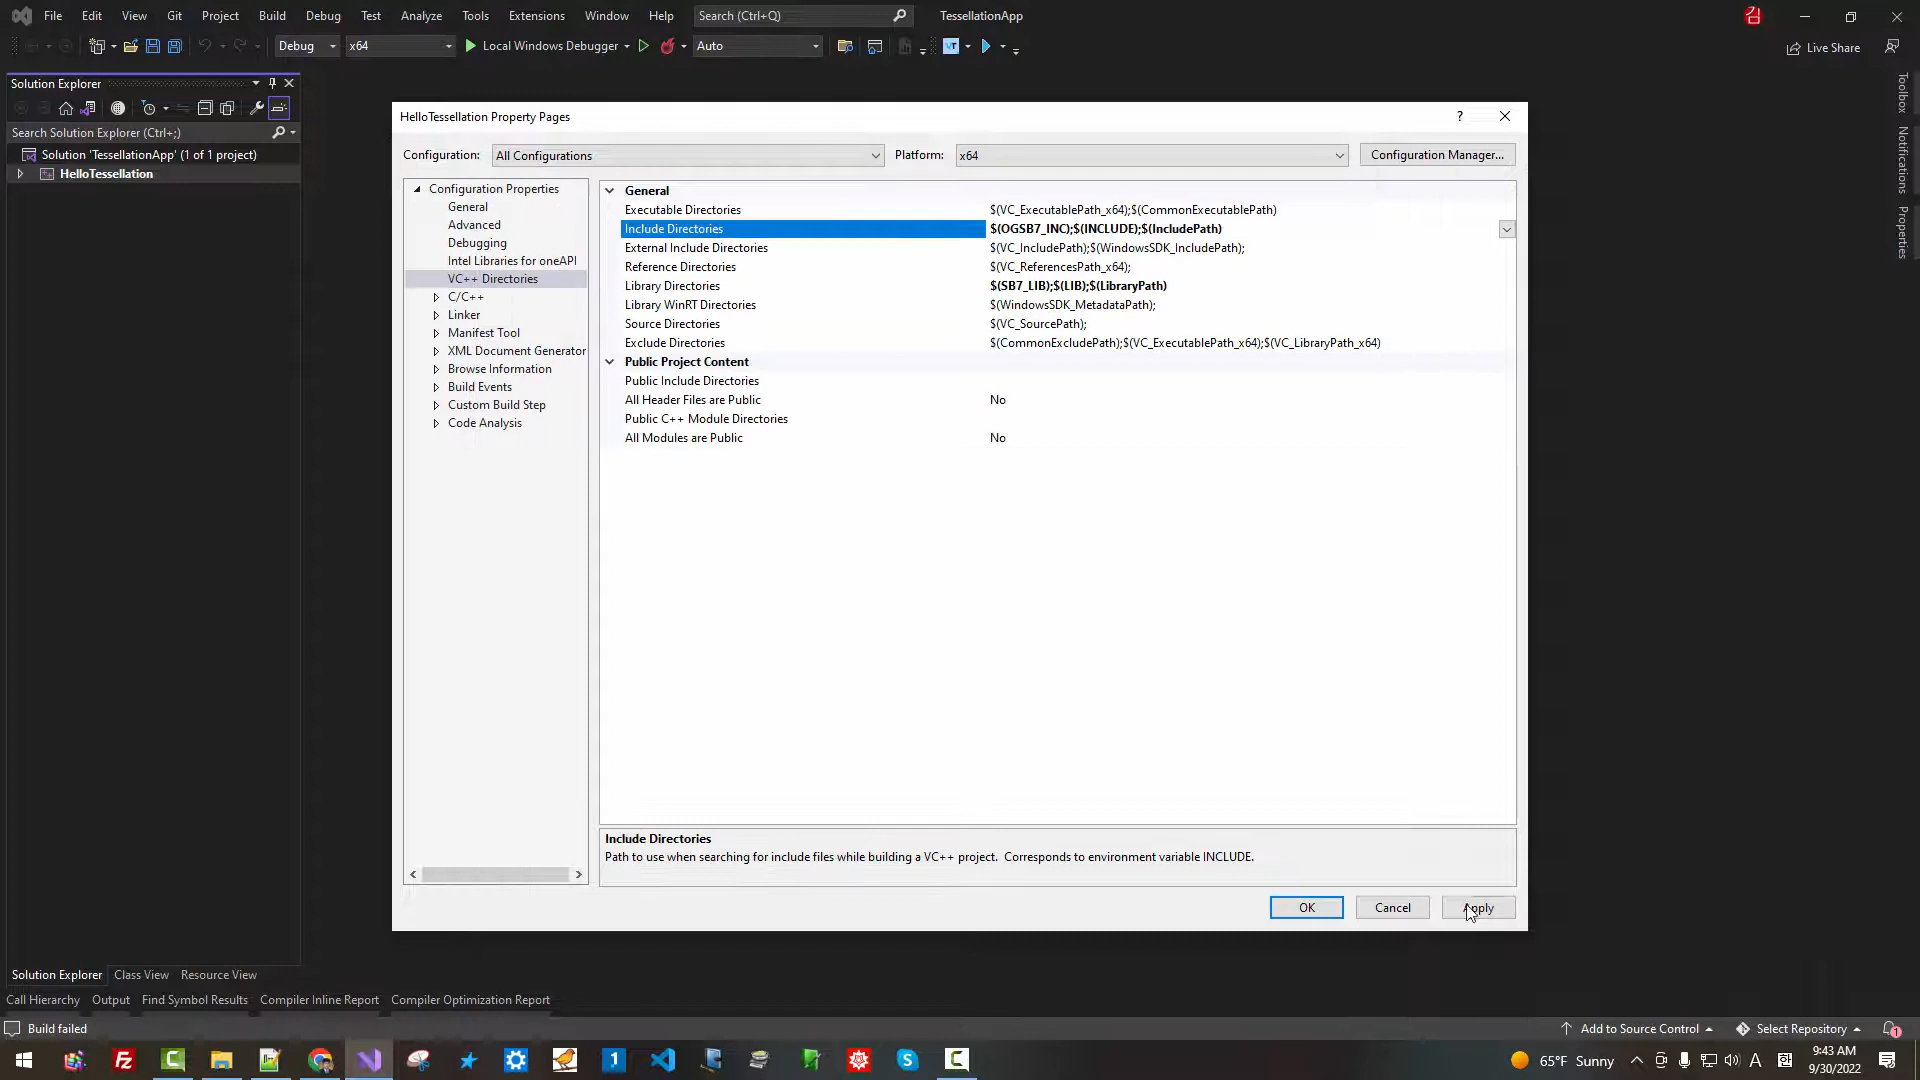 File Edit View Git Project Build Debug Test Analyze Tools Extensions Window Help Search (Ctrl+Q) TessellationApp
Debug x64 Local Windows Debugger Auto Live Share
Solution Explorer
Search Solution Explorer (Ctrl+;)
Solution 'TessellationApp' (1 of 1 project)
HelloTessellation
HelloTessellation Property Pages ?
Configuration: All Configurations Platform: x64 Configuration Manager...
Configuration Properties
General
Advanced
Debugging
Intel Libraries for oneAPI
VC++ Directories
C/C++
Linker
Manifest Tool
XML Document Generator
Browse Information
Build Events
Custom Build Step
Code Analysis
General
Executable Directories $(VC_ExecutablePath_x64);$(CommonExecutablePath)
Include Directories $(OGSB7_INC);$(INCLUDE);$(IncludePath)
External Include Directories $(VC_IncludePath);$(WindowsSDK_IncludePath);
Reference Directories $(VC_ReferencesPath_x64);
Library Directories $(SB7_LIB);$(LIB);$(LibraryPath)
Library WinRT Directories $(WindowsSDK_MetadataPath);
Source Directories $(VC_SourcePath);
Exclude Directories $(CommonExcludePath);$(VC_ExecutablePath_x64);$(VC_LibraryPath_x64)
Public Project Content
Public Include Directories
All Header Files are Public No
Public C++ Module Directories
All Modules are Public No
Include Directories
Path to use when searching for include files while building a VC++ project. Corresponds to environment variable INCLUDE.
OK Cancel Apply
Toolbox
Notifications
Properties
Solution Explorer Class View Resource View
Call Hierarchy Output Find Symbol Results Compiler Inline Report Compiler Optimization Report
Build failed Add to Source Control Select Repository 1
65°F Sunny A 한 9:43 AM
9/30/2022